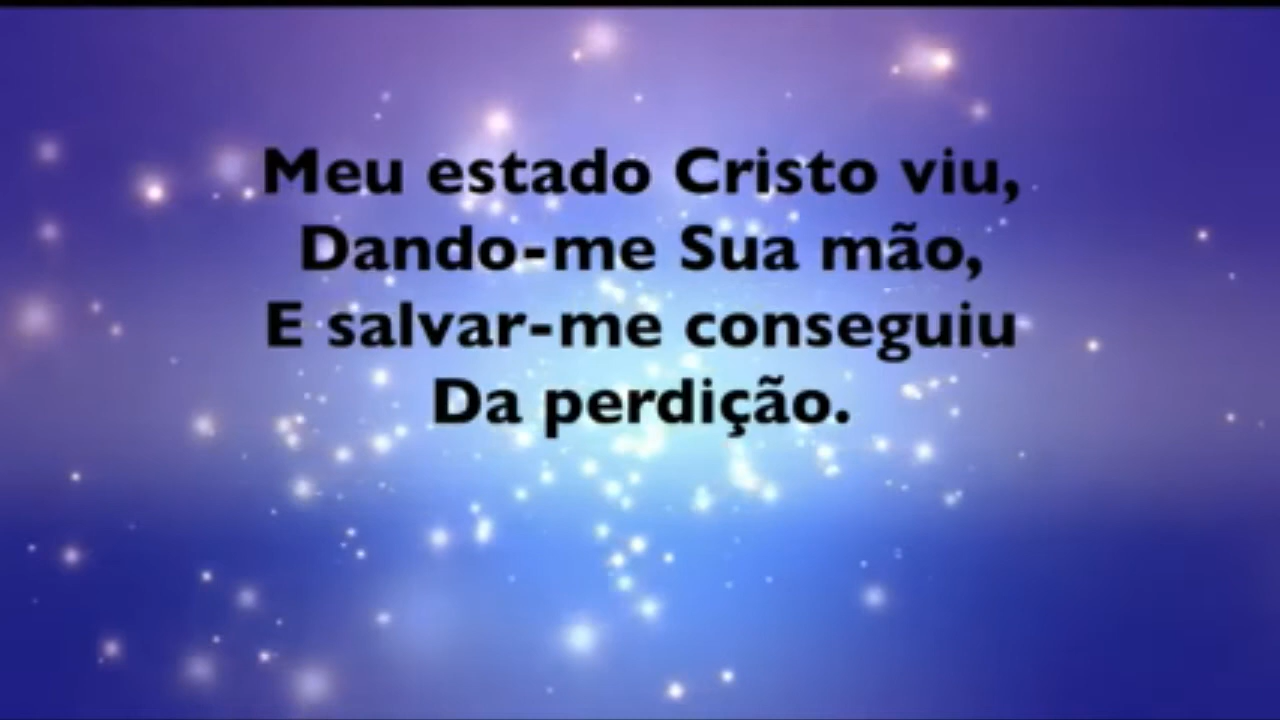 Meu estado Cristo viu,
Dando-me Sua mão,
E salvar-me conseguiu
Da perdição.